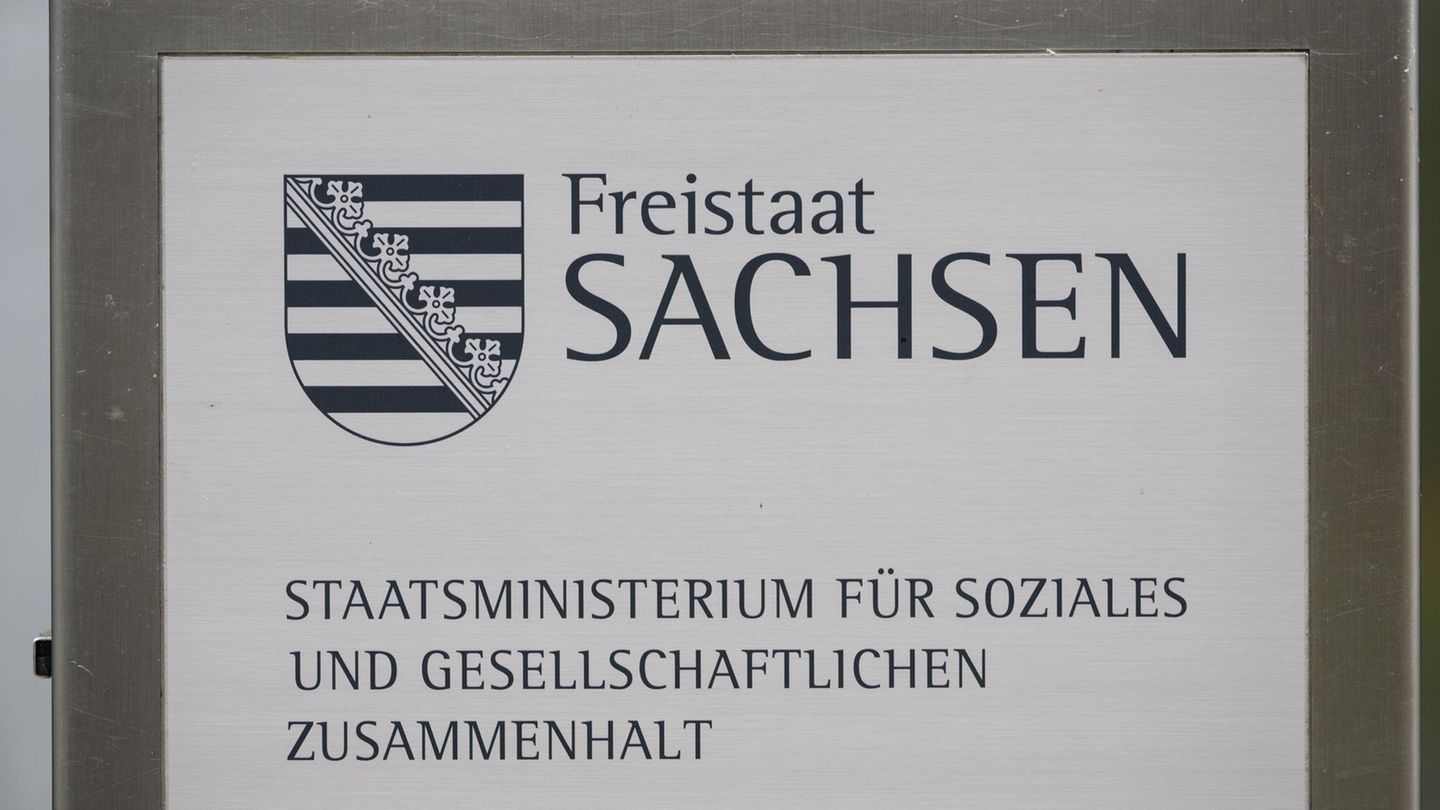 Freistaat
SACHSEN
STAATSMINISTERIUM FÜR SOZIALES
UND GESELLSCHAFTLICHEN
ZUSAMMENHALT